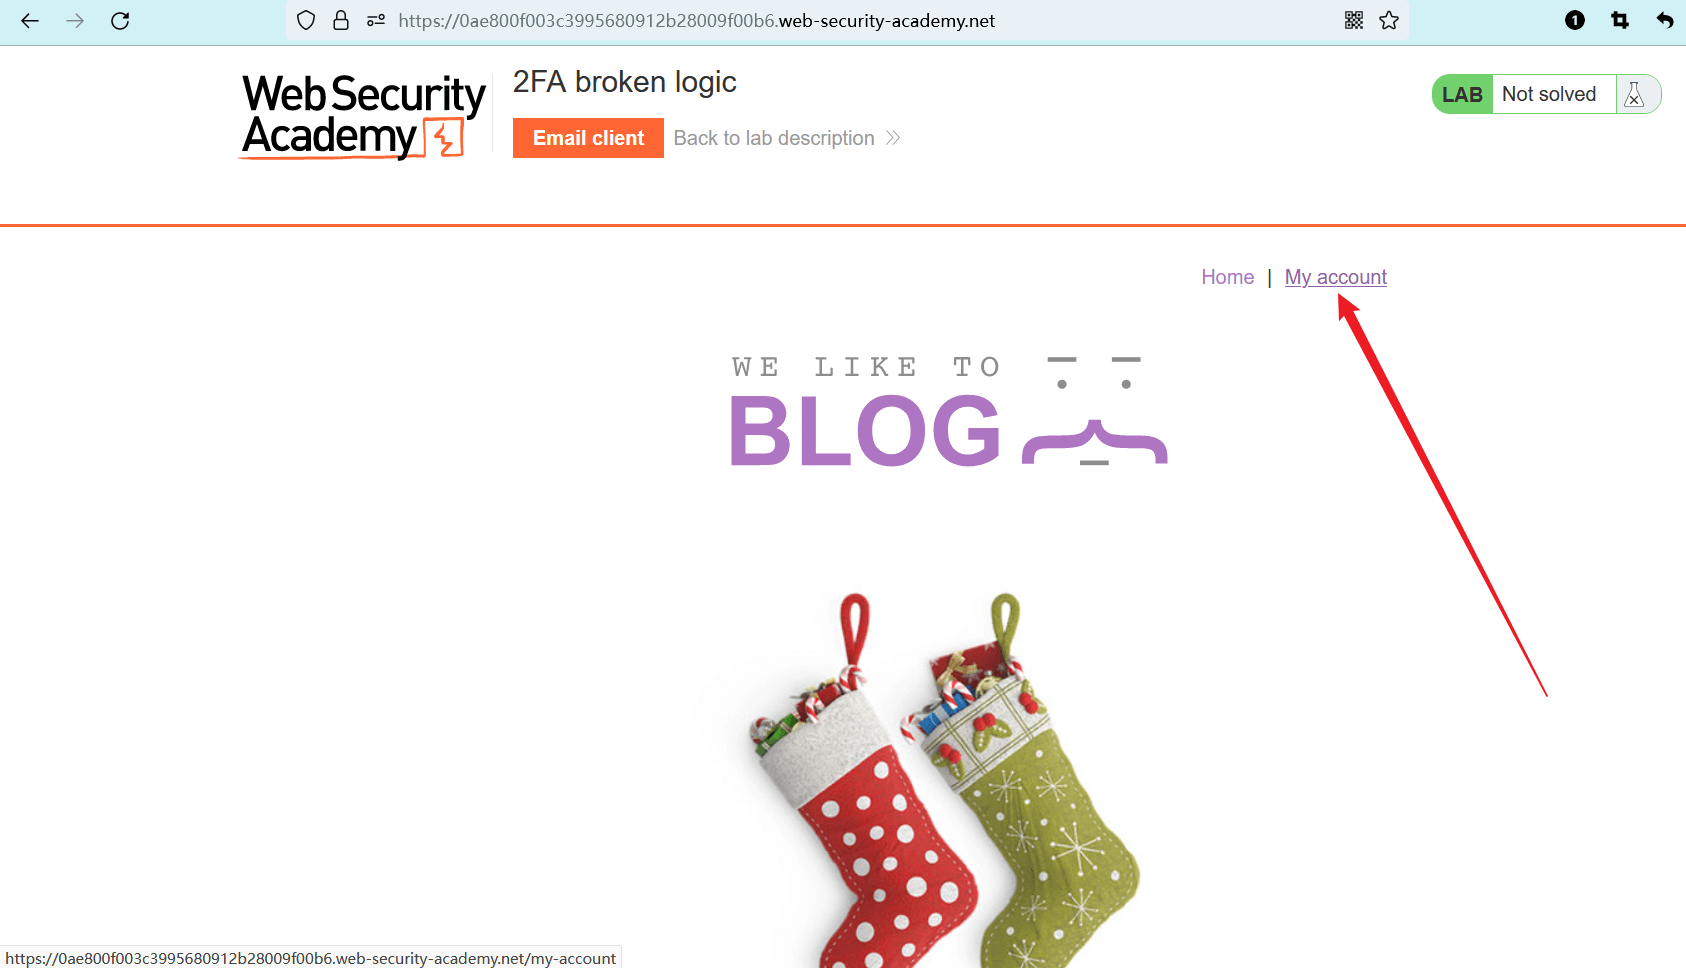 https://0ae800f003c3995680912b28009f00b6.web-security-academy.net
1
Web Security
Academy
2FA broken logic
Email client
Back to lab description
LAB
Not solved
Home | My account
WE LIKE TO
BLOG
https://0ae800f003c3995680912b28009f00b6.web-security-academy.net/my-account